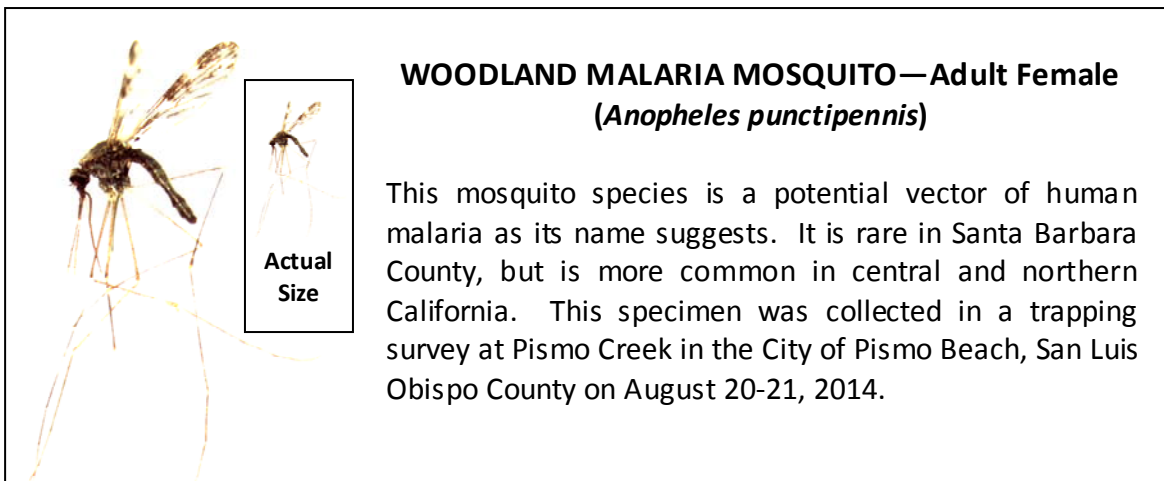 WOODLAND MALARIA MOSQUITO—Adult Female
(Anopheles punctipennis)
This mosquito species is a potential vector of human
malaria as its name suggests. It is rare in Santa Barbara
County, but is more common in central and northern
California. This specimen was collected in a trapping
survey at Pismo Creek in the City of Pismo Beach, San Luis
Obispo County on August 20-21, 2014.
Actual
Size